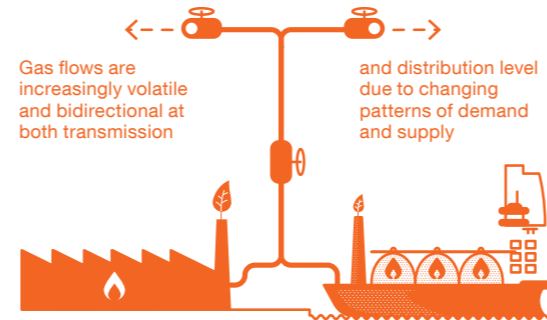 Gas flows are
increasingly volatile
and bidirectional at
both transmission
and distribution level
due to changing
patterns of demand
and supply